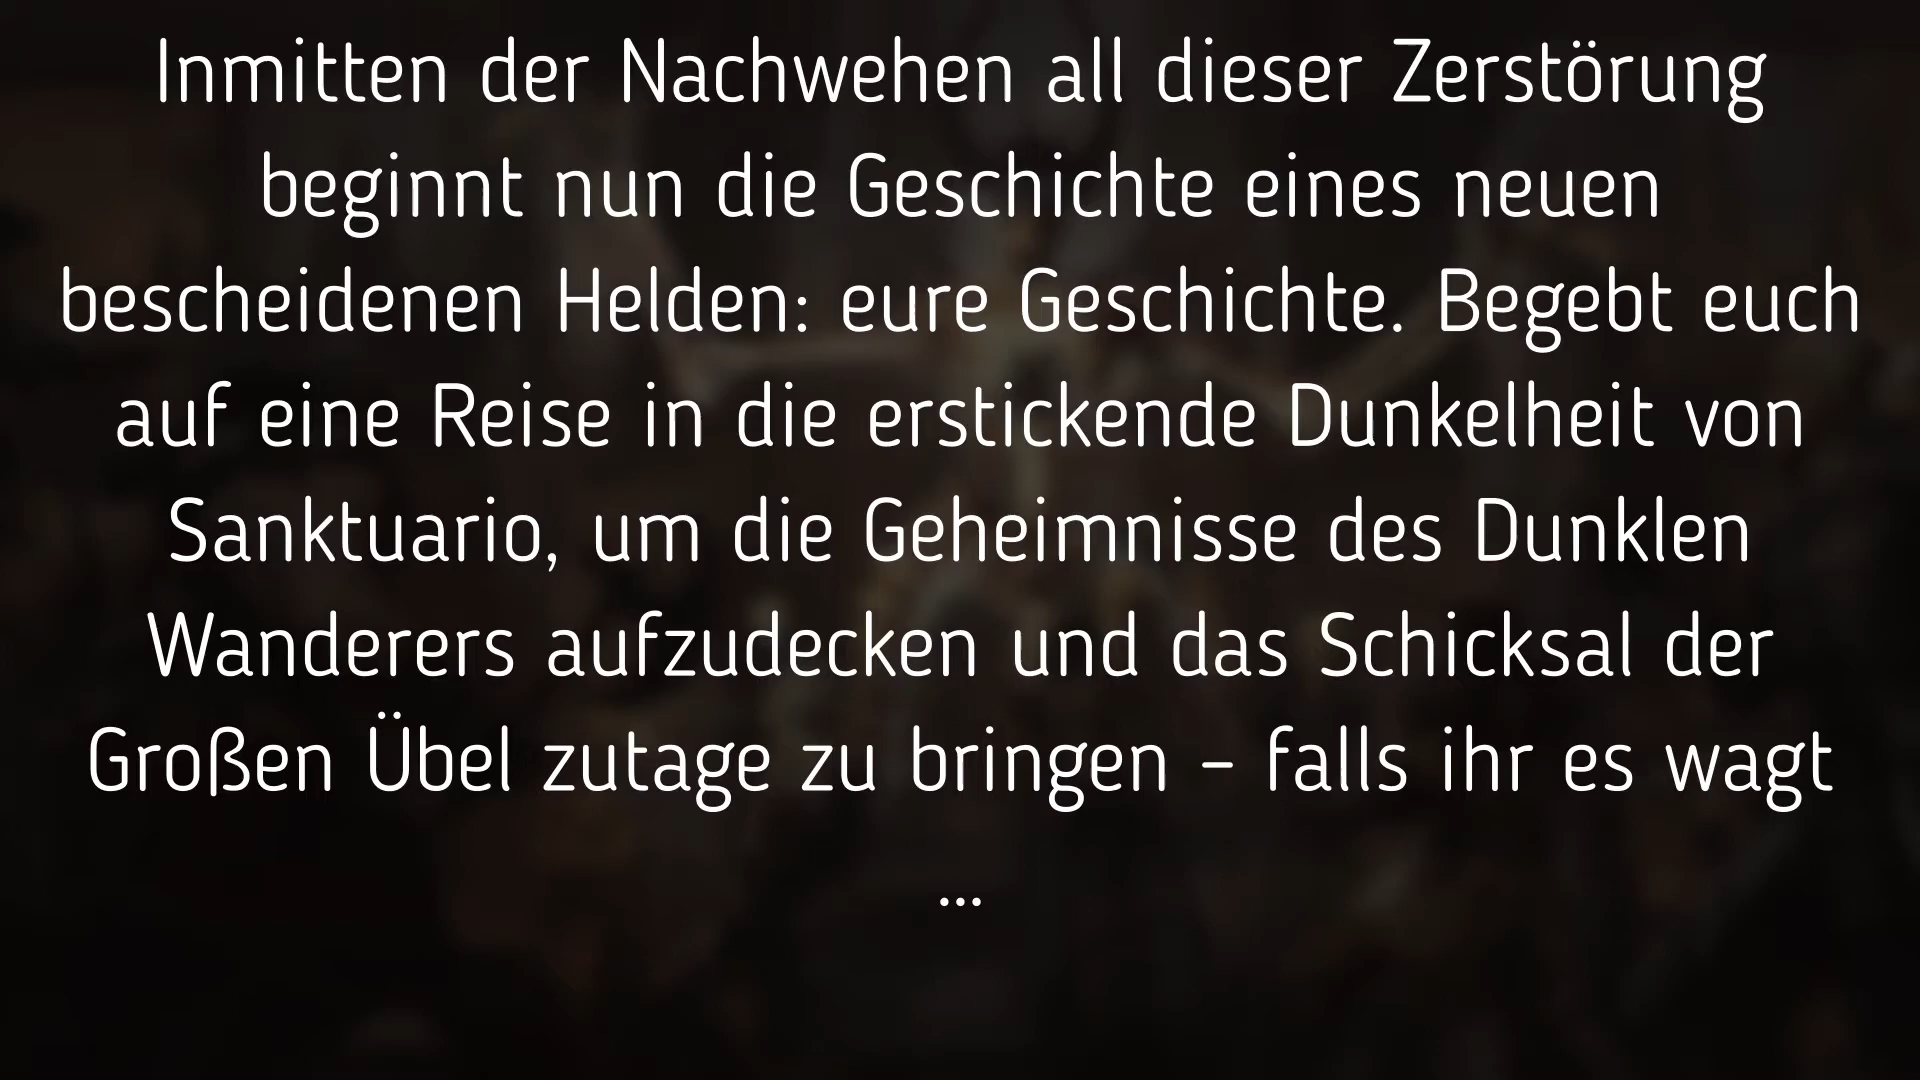 Inmitten der Nachwehen all dieser Zerstörung
beginnt nun die Geschichte eines neuen
bescheidenen Helden: eure Geschichte. Begebt euch
auf eine Reise in die erstickende Dunkelheit von
Sanktuario, um die Geheimnisse des Dunklen
Wanderers aufzudecken und das Schicksal der
Großen Übel zutage zu bringen – falls ihr es wagt
...